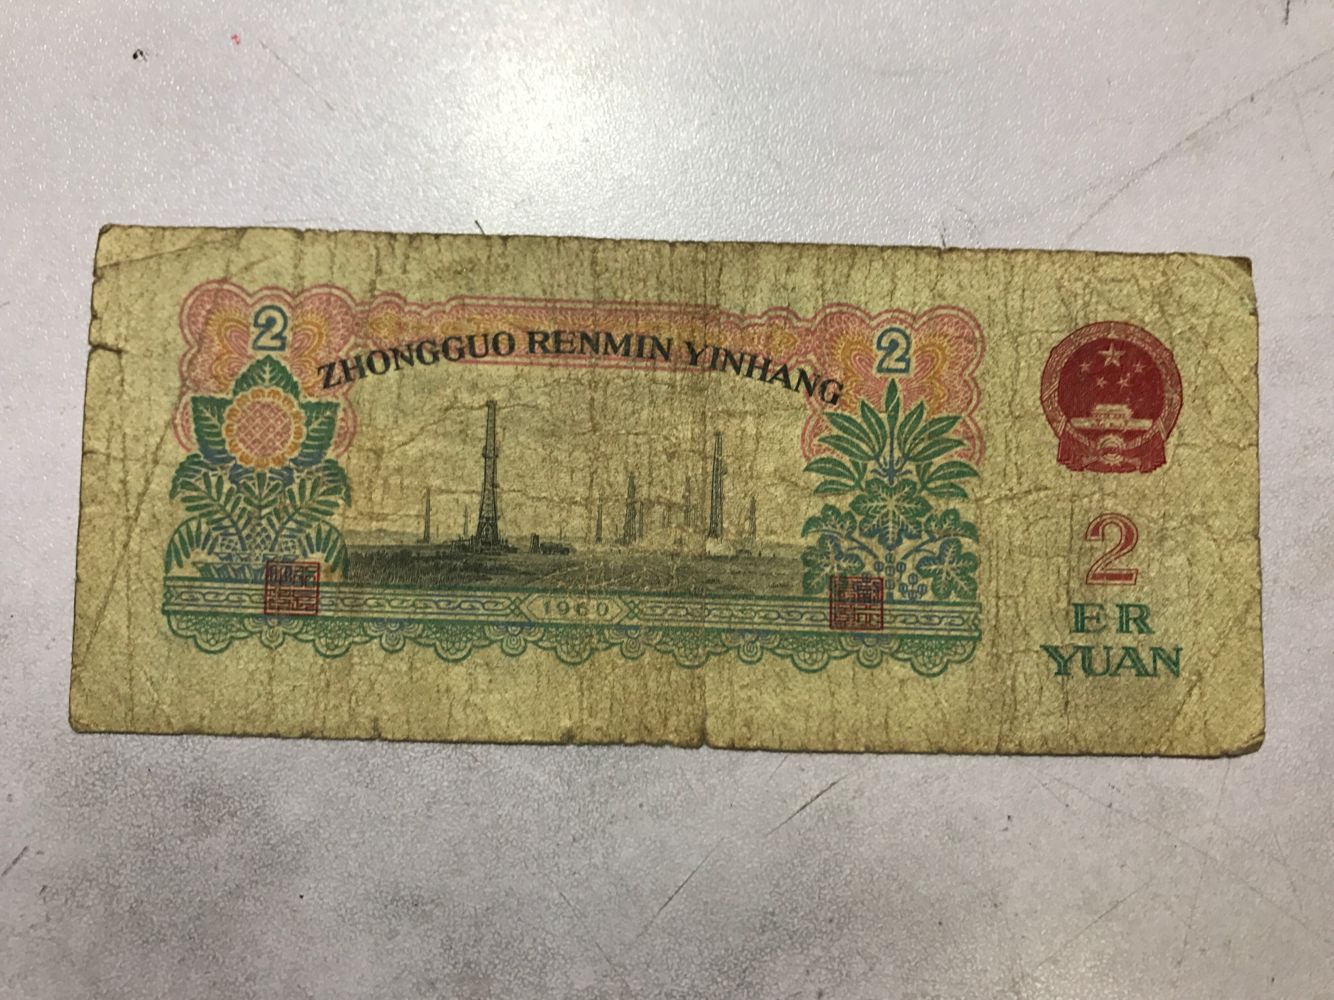 2
2
ZHONGGUO RENMIN YINHANG
1960
2
ER
YUAN